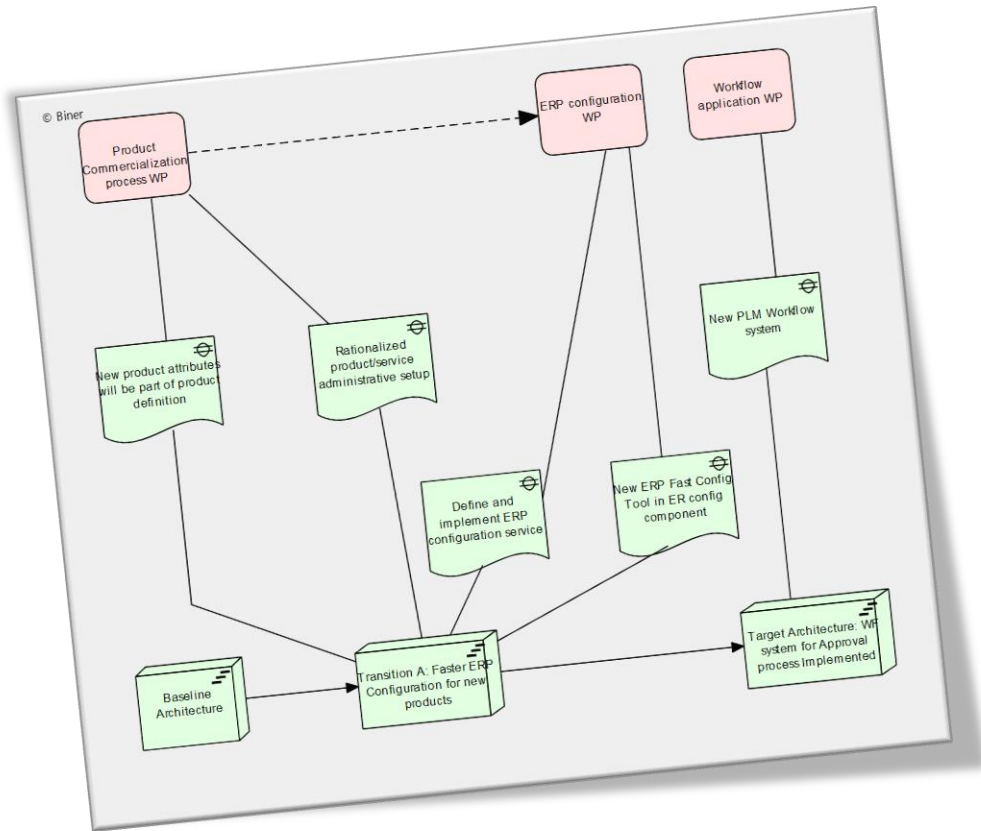 © Biner
Product
Commercialization
process WP
ERP configuration
WP
Workflow
application WP
New product attributes
will be part of product
definition
Rationalized
product/service
administrative setup
New PLM Workflow
system
Define and
implement ERP
configuration service
New ERP Fast Config
Tool in ER config
component
Baseline
Architecture
Transition A: Faster ERP
Configuration for new
products
Target Architecture: WF
system for Approval
process Implemented